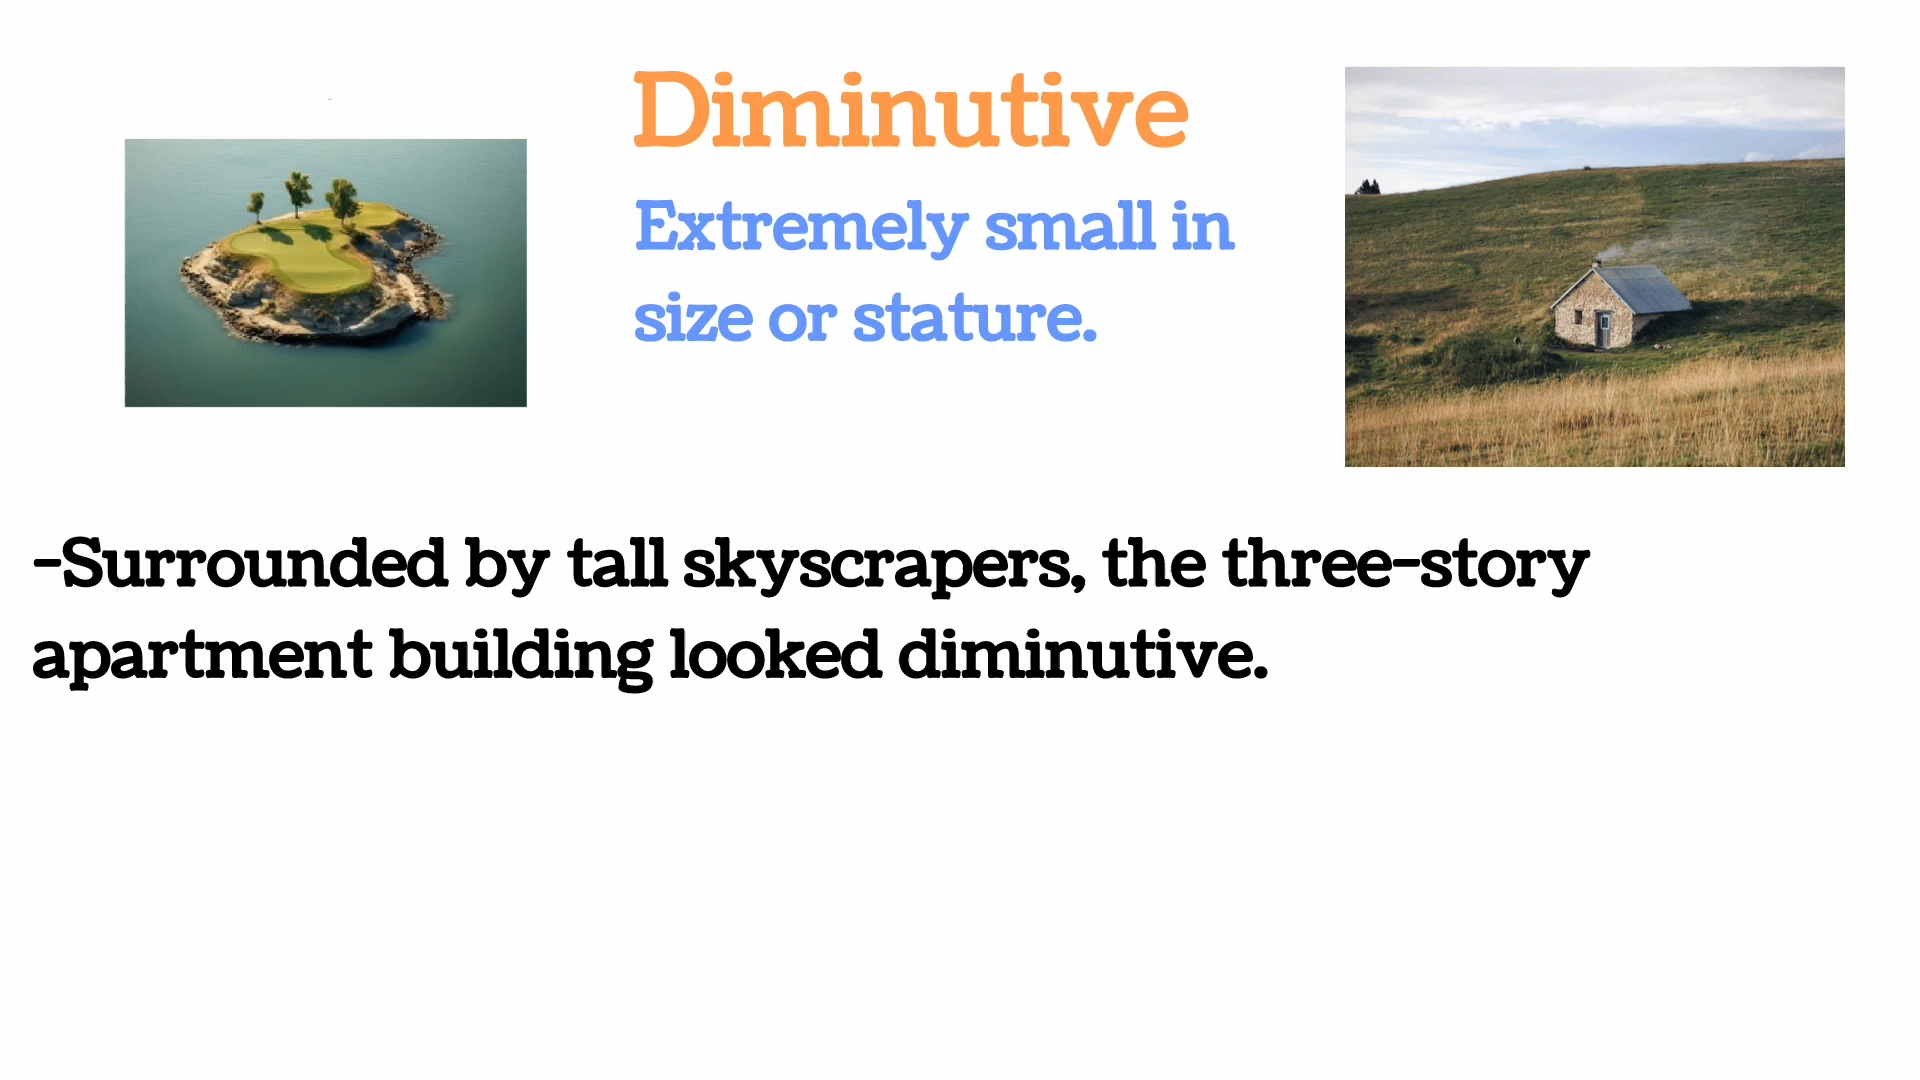 Diminutive
Extremely small in
size or stature.
-Surrounded by tall skyscrapers, the three-story
apartment building looked diminutive.